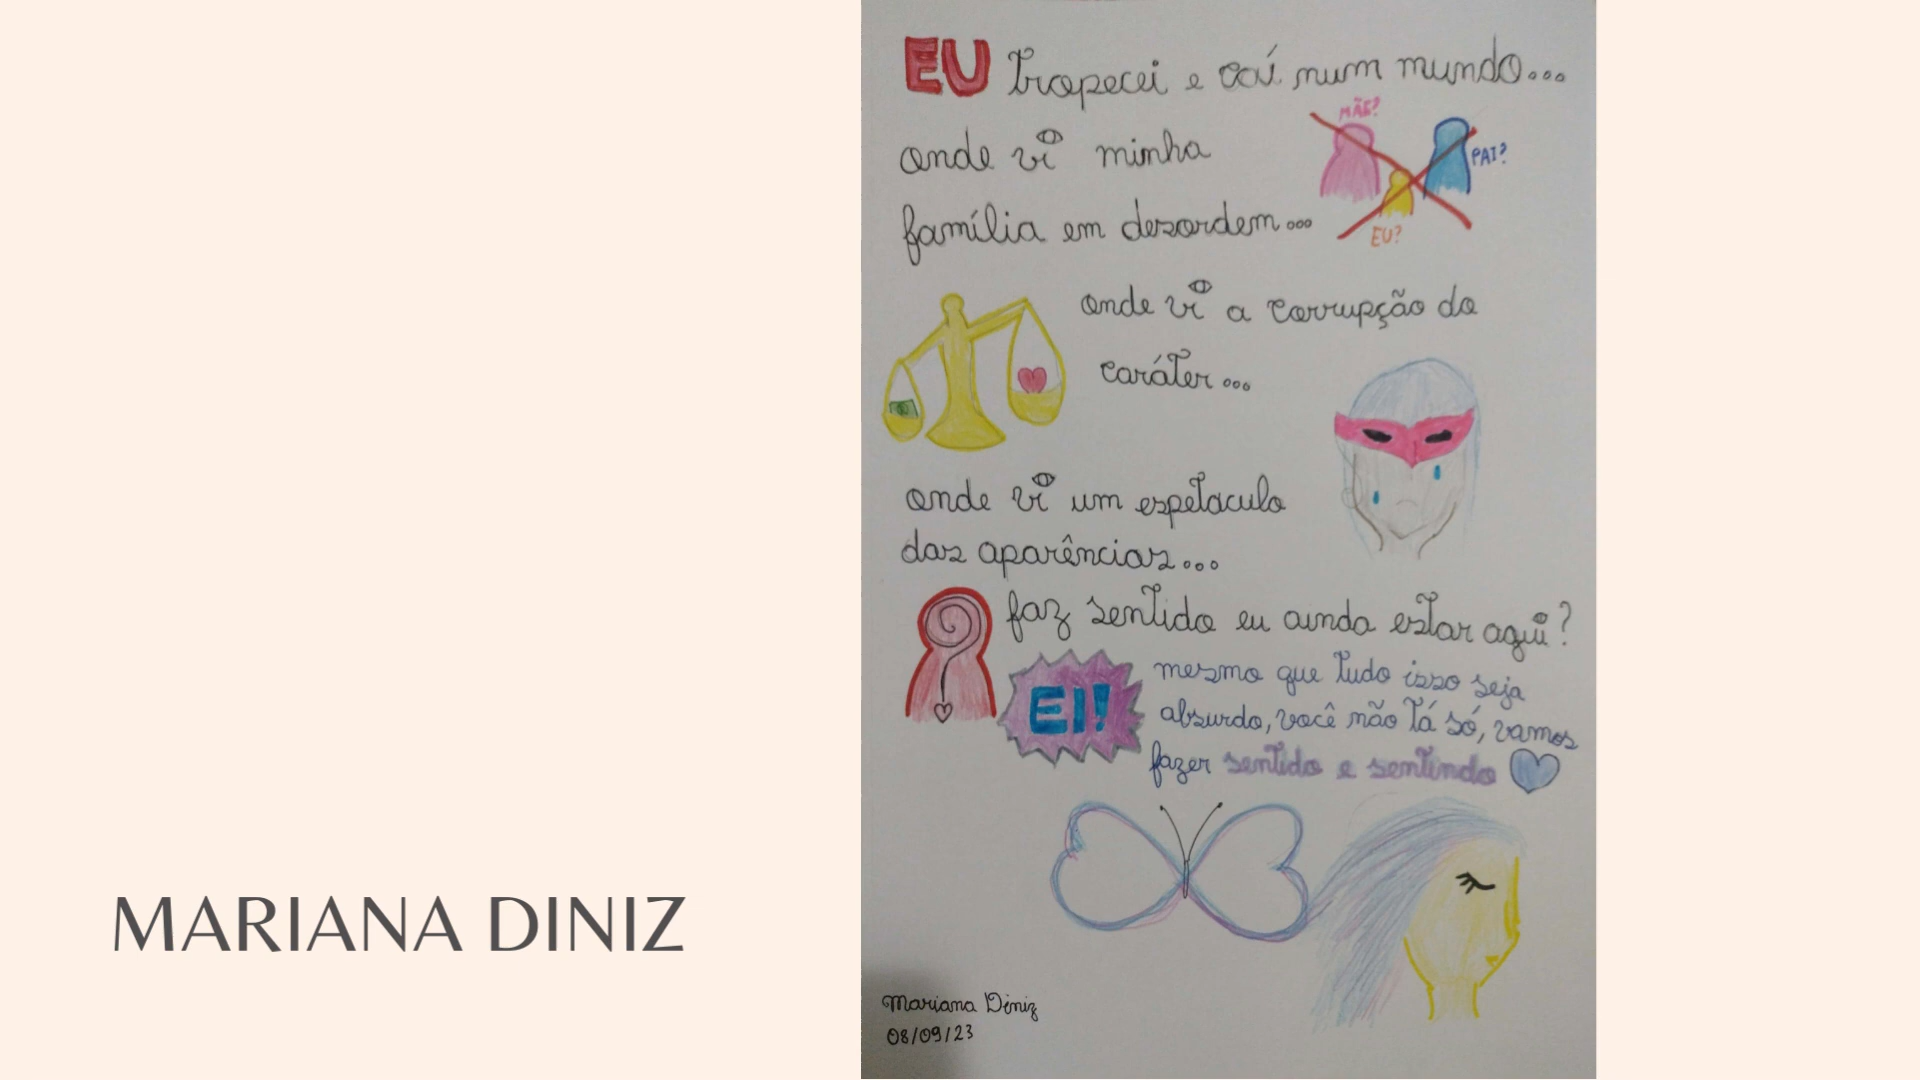 EU tropecei e caí num mundo...
MÃE?
onde vi minha
PAI?
família em desordem...
EU?
onde vi a corrupção do
caráter...
onde vi um espetaculo
das aparências...
faz sentido eu ainda estar aqui?
EI!
mesmo que tudo isso seja
absurdo, você não tá só, vamos
fazer sentido e sentindo
MARIANA DINIZ
Mariana Diniz
08/09/23